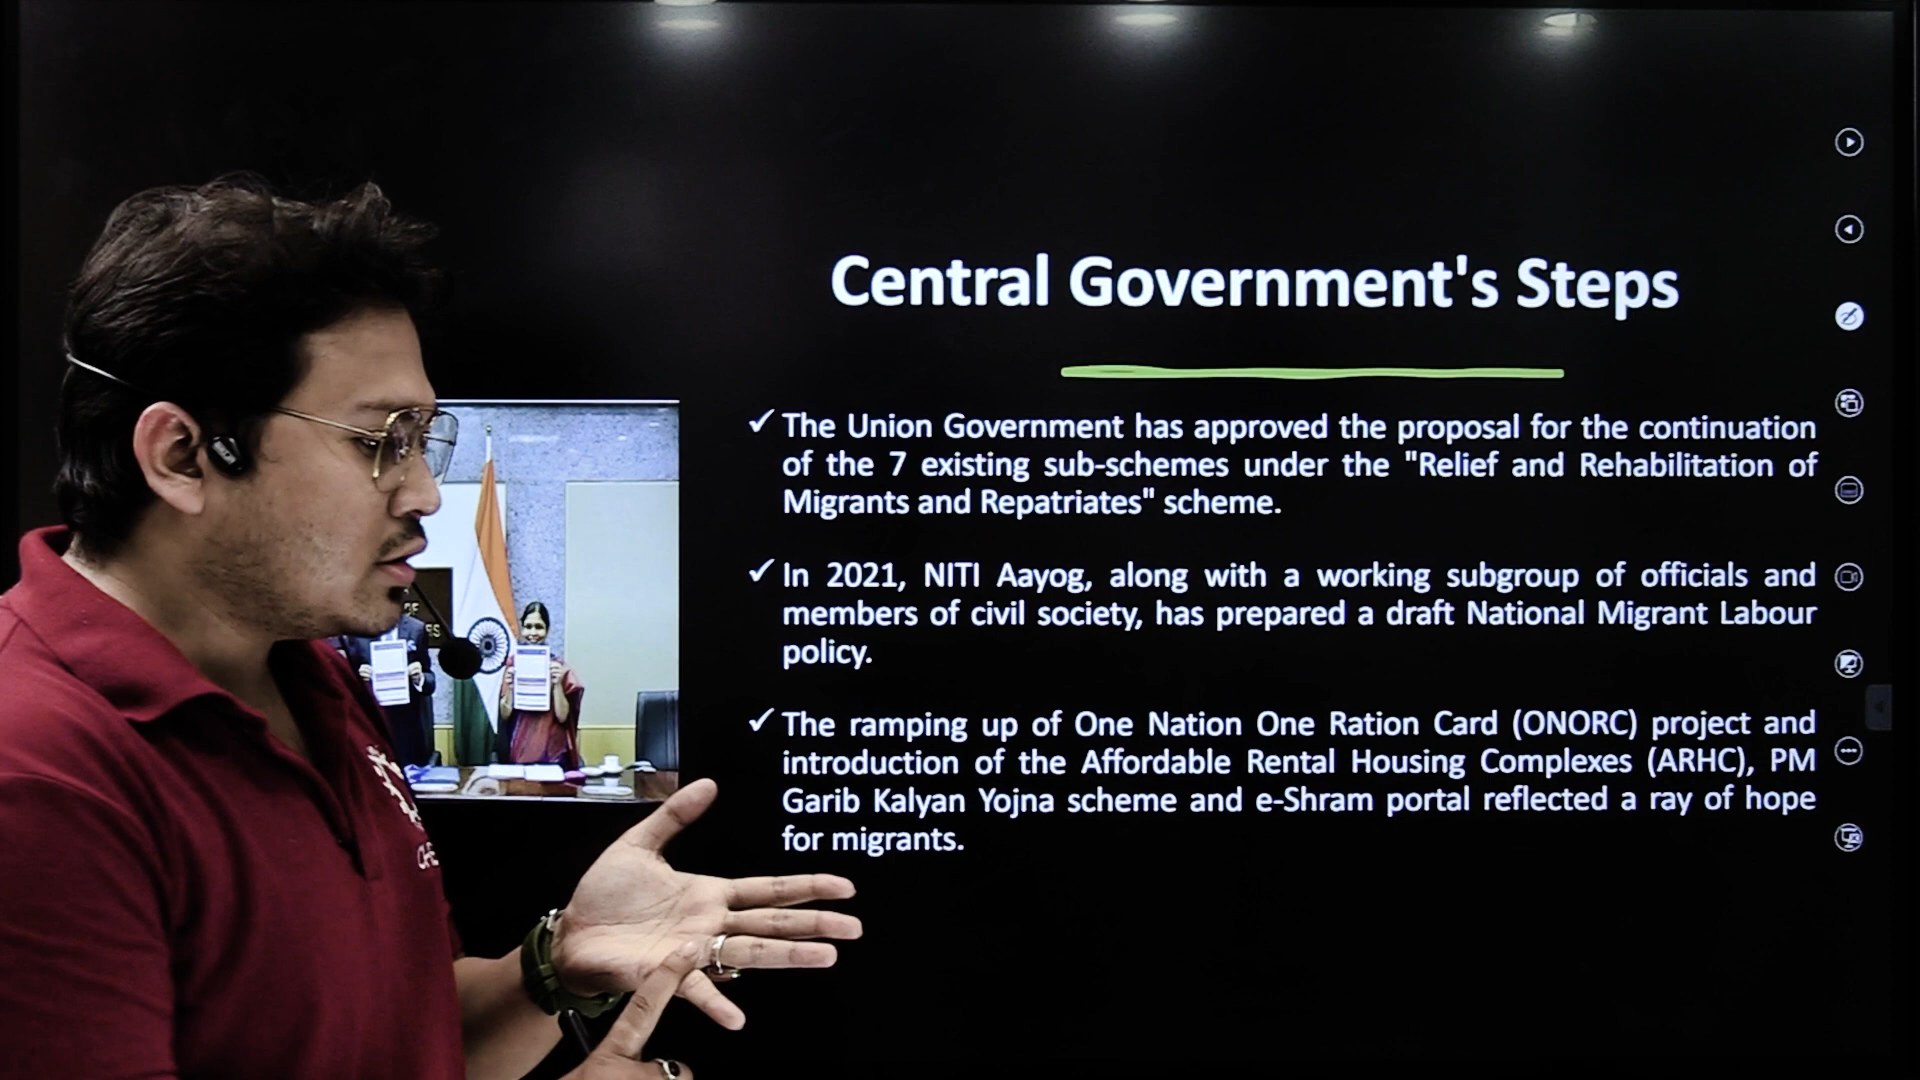 Central Government's Steps
✓ The Union Government has approved the proposal for the continuation
of the 7 existing sub-schemes under the "Relief and Rehabilitation of
Migrants and Repatriates" scheme.
✓ In 2021, NITI Aayog, along with a working subgroup of officials and
members of civil society, has prepared a draft National Migrant Labour
policy.
✓ The ramping up of One Nation One Ration Card (ONORC) project and
introduction of the Affordable Rental Housing Complexes (ARHC), PM
Garib Kalyan Yojna scheme and e-Shram portal reflected a ray of hope
for migrants.